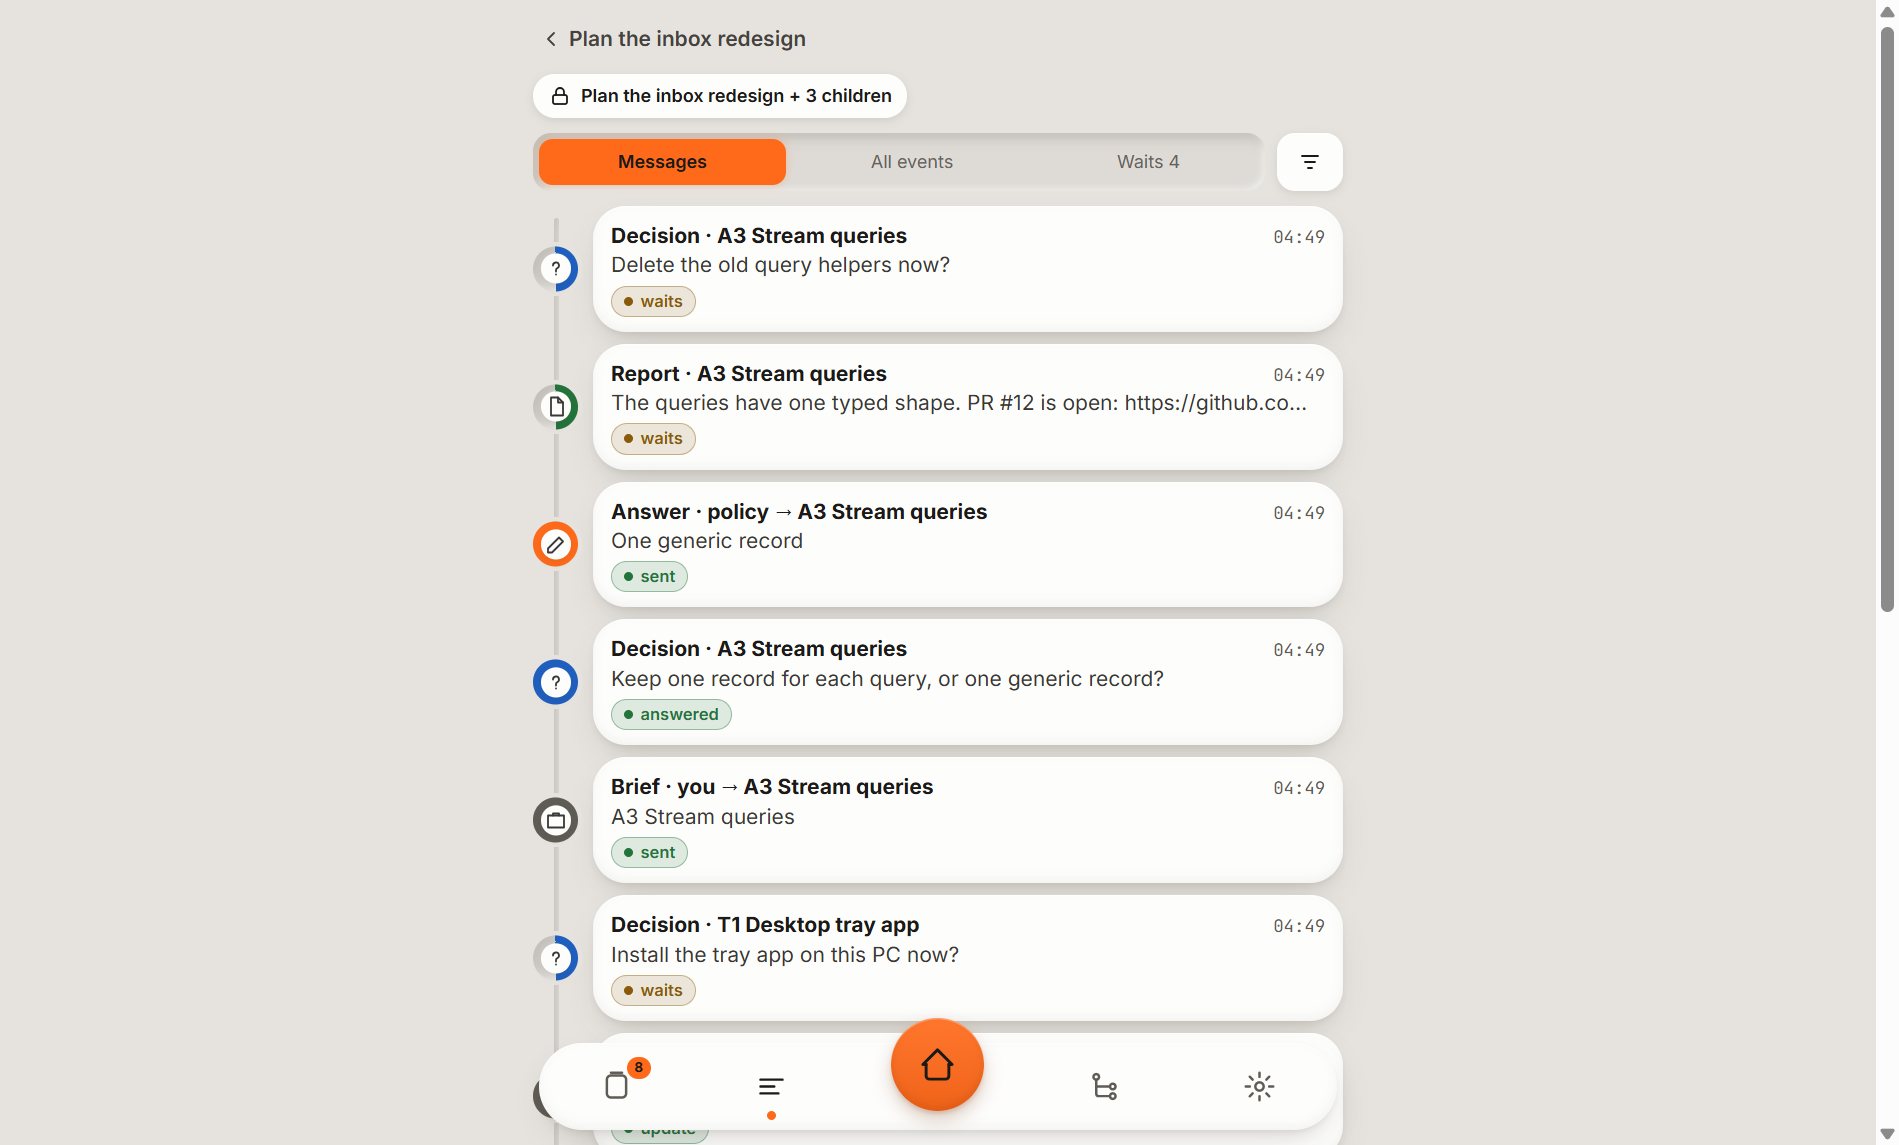 Plan the inbox redesign
Plan the inbox redesign + 3 children
Messages
All events
Waits 4
Decision · A3 Stream queries
04:49
Delete the old query helpers now?
waits
Report · A3 Stream queries
04:49
The queries have one typed shape. PR #12 is open: https://github.co...
waits
Answer · policy → A3 Stream queries
04:49
One generic record
sent
Decision · A3 Stream queries
04:49
Keep one record for each query, or one generic record?
answered
Brief · you → A3 Stream queries
04:49
A3 Stream queries
sent
Decision · T1 Desktop tray app
04:49
Install the tray app on this PC now?
waits
8
update